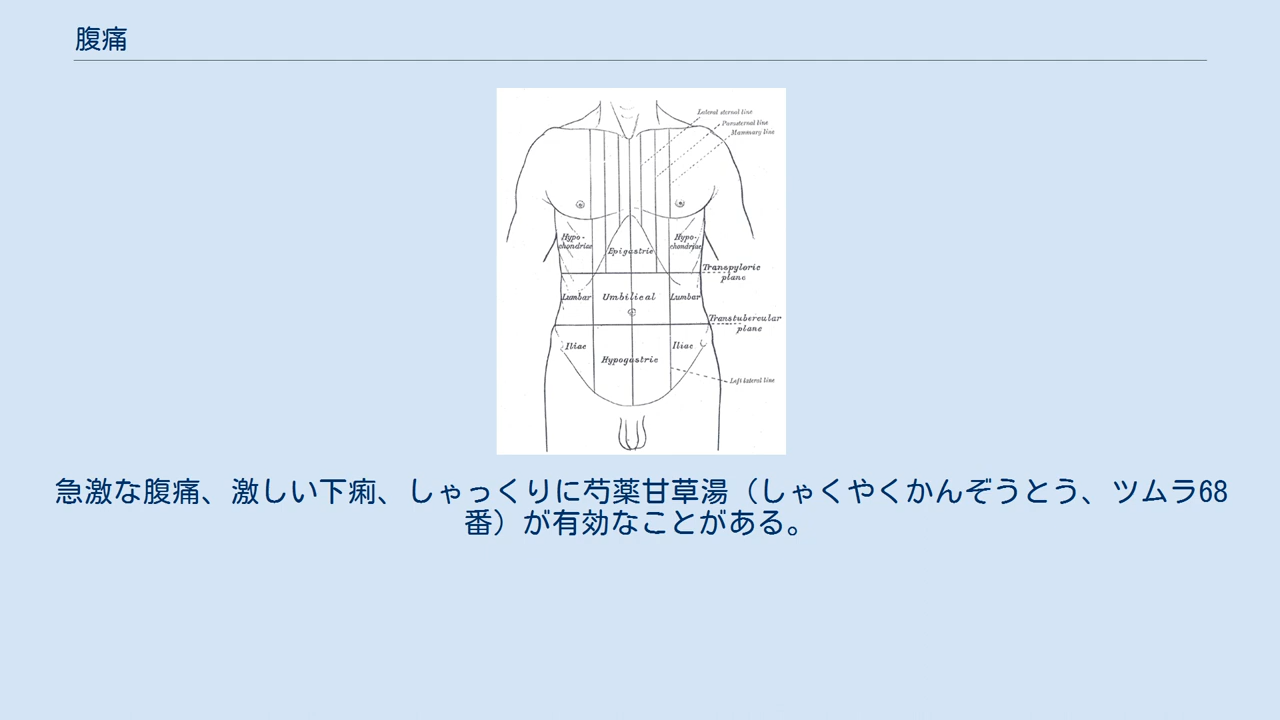 腹痛
Lateral sternal line
Parasternal line
Mammary line
Hypo-
chondriac
Epigastric
Hypo-
chondriac
Transpyloric
plane
Lumbar
Umbilical
Lumbar
Transtubercular
plane
Iliac
Hypogastric
Iliac
Left lateral line
急激な腹痛、激しい下痢、しゃっくりに芍薬甘草湯（しゃくやくかんぞうとう、ツムラ68
番）が有効なことがある。